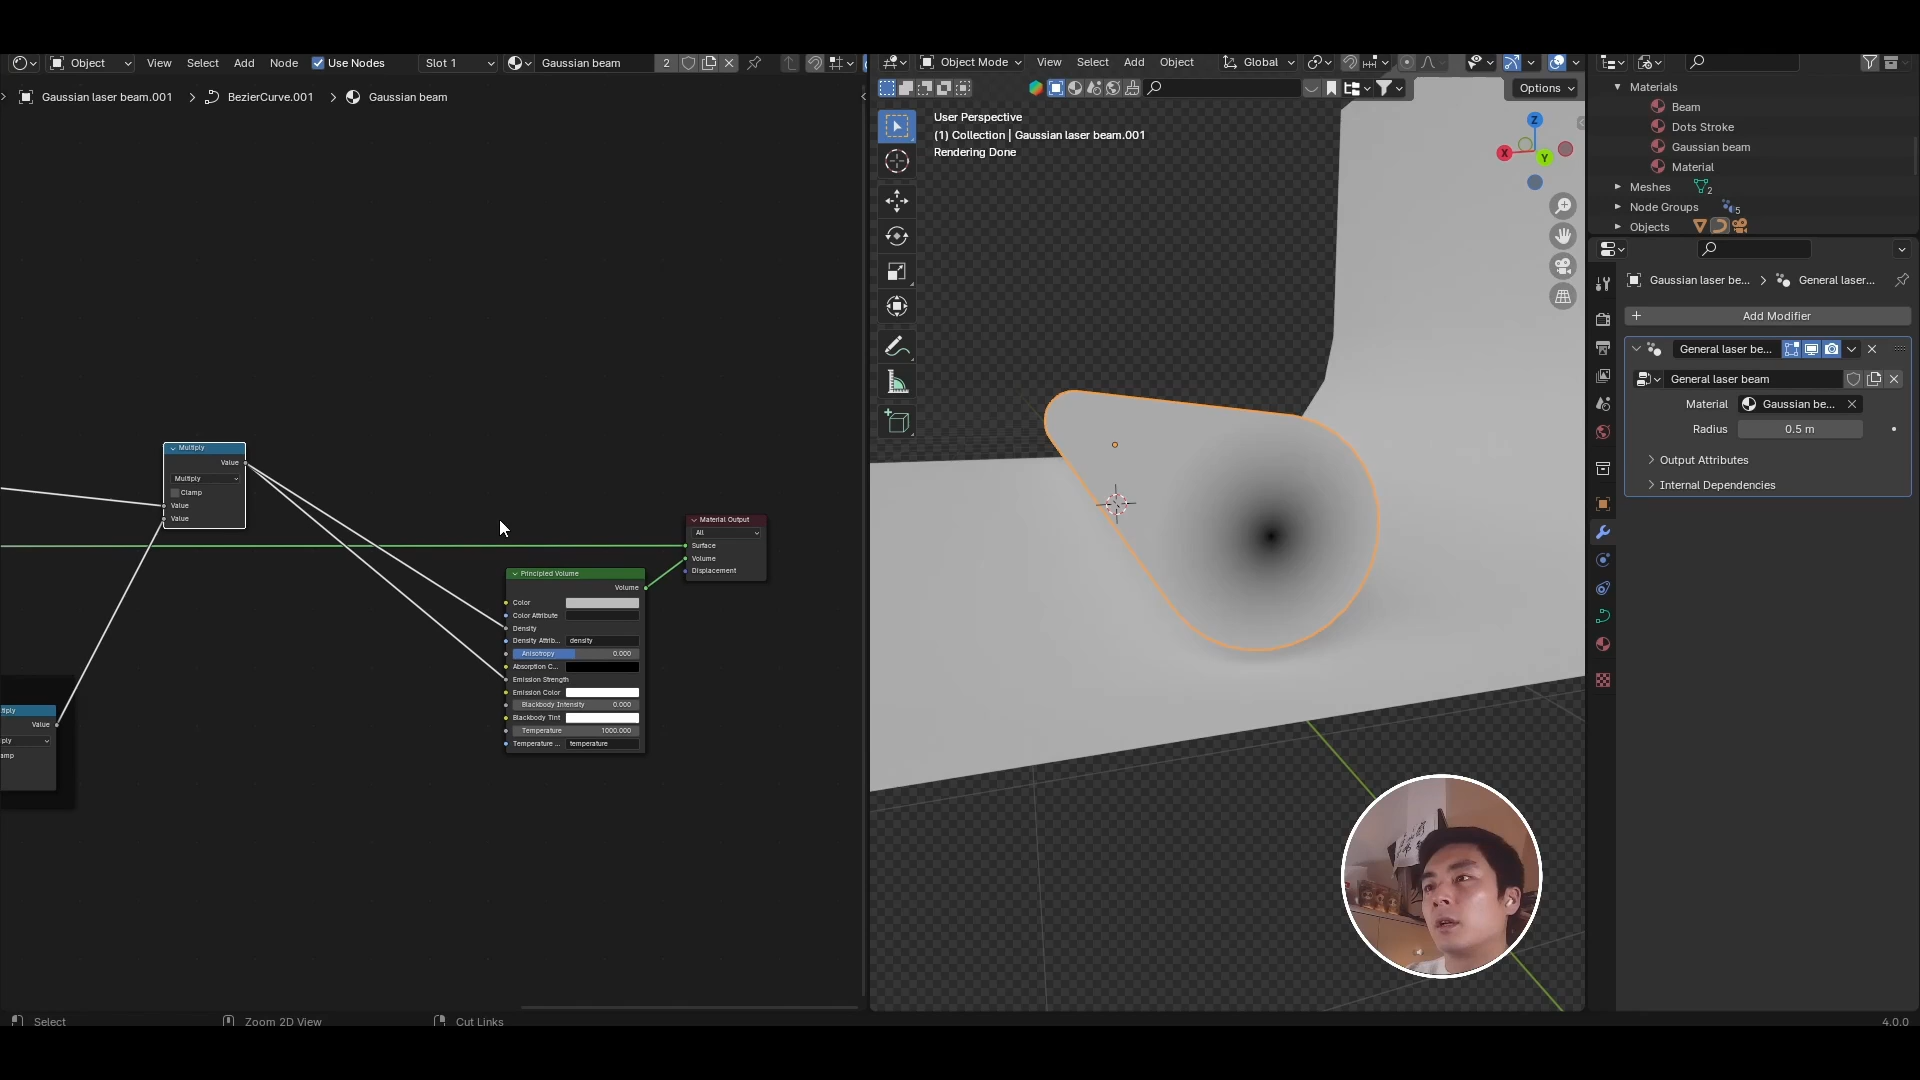 Object
View
Select
Add
Node
Use Nodes
Slot 1
Gaussian beam
2
Gaussian laser beam.001
BezierCurve.001
Gaussian beam
Multiply
Value
Multiply
Clamp
Value
Value
Material Output
All
Surface
Volume
Displacement
Principled Volume
Volume
Color
Color Attribute
Density
Density Attrib...
density
Anisotropy
0.000
Absorption C...
Emission Strength
Emission Color
Blackbody Intensity
0.000
Blackbody Tint
Temperature
1000.000
Temperature ...
temperature
Value
Select
Zoom 2D View
Cut Links
Object Mode
View
Select
Add
Object
Global
Options
User Perspective
(1) Collection | Gaussian laser beam.001
Rendering Done
Z
X
Y
Materials
Beam
Dots Stroke
Gaussian beam
Material
Meshes
2
Node Groups
5
Objects
Gaussian laser be...
General laser...
Add Modifier
General laser be...
General laser beam
Material
Gaussian be...
Radius
0.5 m
Output Attributes
Internal Dependencies
4.0.0